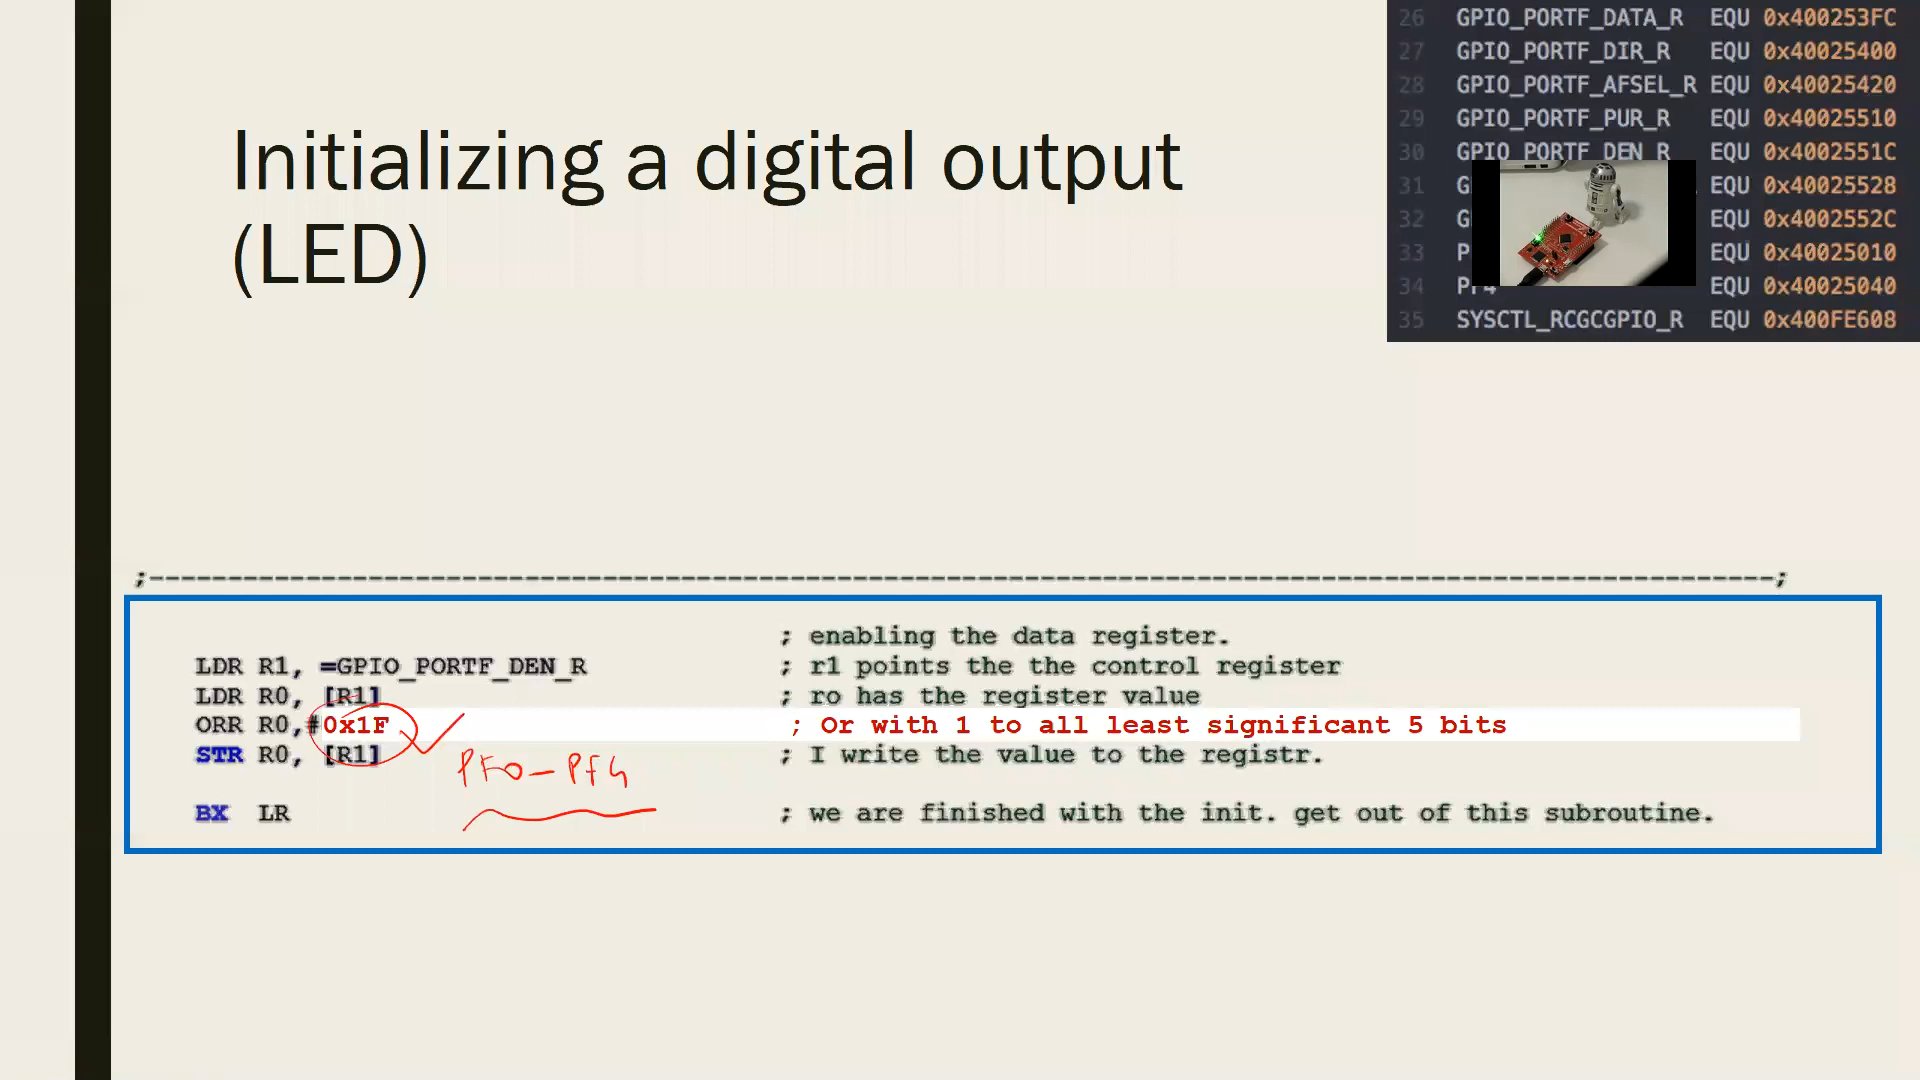 Initializing a digital output
(LED)
26 GPIO_PORTF_DATA_R EQU 0x400253FC
27 GPIO_PORTF_DIR_R EQU 0x40025400
28 GPIO_PORTF_AFSEL_R EQU 0x40025420
29 GPIO_PORTF_PUR_R EQU 0x40025510
30 GPIO_PORTF_DEN_R EQU 0x4002551C
31 G EQU 0x40025528
32 G EQU 0x4002552C
33 P EQU 0x40025010
34 PF4 EQU 0x40025040
35 SYSCTL_RCGCGPIO_R EQU 0x400FE608
;--------------------------------------------------------------------------------------------------------;
; enabling the data register.
LDR R1, =GPIO_PORTF_DEN_R ; r1 points the the control register
LDR R0, [R1] ; ro has the register value
ORR R0,#0x1F ; Or with 1 to all least significant 5 bits
STR R0, [R1] ; I write the value to the registr.
PF0-PF4
BX LR ; we are finished with the init. get out of this subroutine.